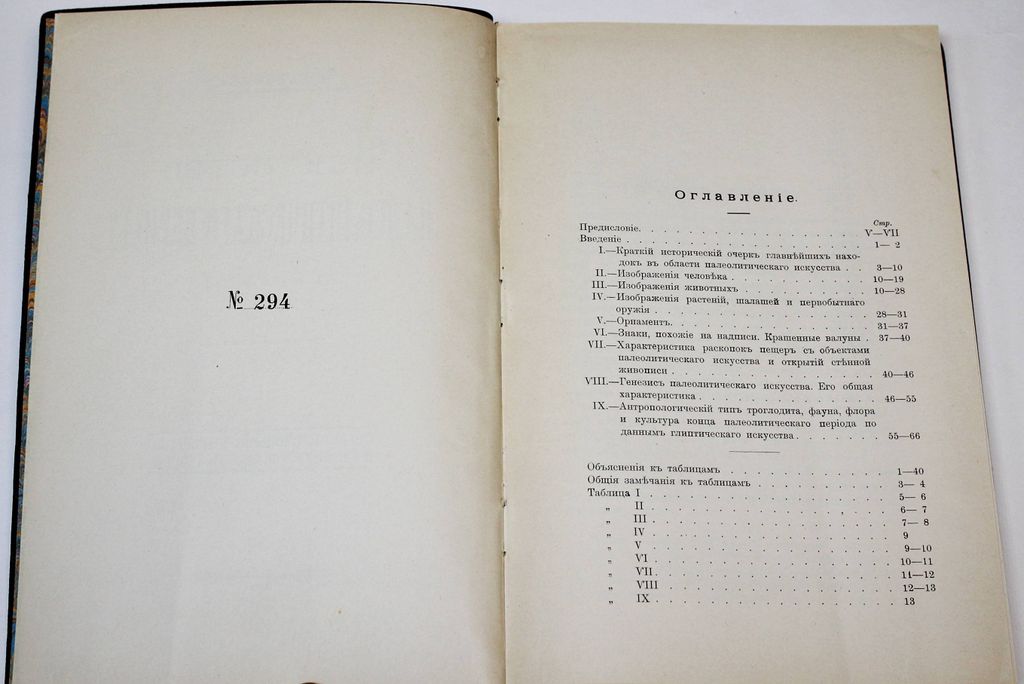 № 294
Оглавленіе.
Стр.
Предисловіе. . . . . . . . . . . . . . . . . . V—VII
Введеніе . . . . . . . . . . . . . . . . . . . 1— 2
I.—Краткій историческій очеркъ главнѣйшихъ нахо-
докъ въ области палеолитическаго искусства . . 3—10
II.—Изображенія человѣка . . . . . . . . . . . 10—19
III.—Изображенія животныхъ . . . . . . . . . . 10—28
IV.—Изображенія растеній, шалашей и первобытнаго
оружія . . . . . . . . . . . . . . . . . 28—31
V.—Орнаментъ. . . . . . . . . . . . . . . . 31—37
VI.—Знаки, похожіе на надписи. Крашенные валуны . 37—40
VII.—Характеристика раскопокъ пещеръ съ объектами
палеолитическаго искусства и открытій стѣнной
живописи . . . . . . . . . . . . . . . . 40—46
VIII.—Генезисъ палеолитическаго искусства. Его общая
характеристика . . . . . . . . . . . . . . 46—55
IX.—Антропологическій типъ троглодита, фауна, флора
и культура конца палеолитическаго періода по
даннымъ глиптическаго искусства . . . . . . . 55—66
Объясненія къ таблицамъ . . . . . . . . . . . 1—40
Общія замѣчанія къ таблицамъ . . . . . . . . . 3— 4
Таблица I . . . . . . . . . . . . . . . . . 5— 6
„ II . . . . . . . . . . . . . . . . . 6— 7
„ III . . . . . . . . . . . . . . . . . 7— 8
„ IV . . . . . . . . . . . . . . . . . 9
„ V . . . . . . . . . . . . . . . . . 9—10
„ VI . . . . . . . . . . . . . . . . . 10—11
„ VII . . . . . . . . . . . . . . . . . 11—12
„ VIII . . . . . . . . . . . . . . . . . 12—13
„ IX . . . . . . . . . . . . . . . . . 13